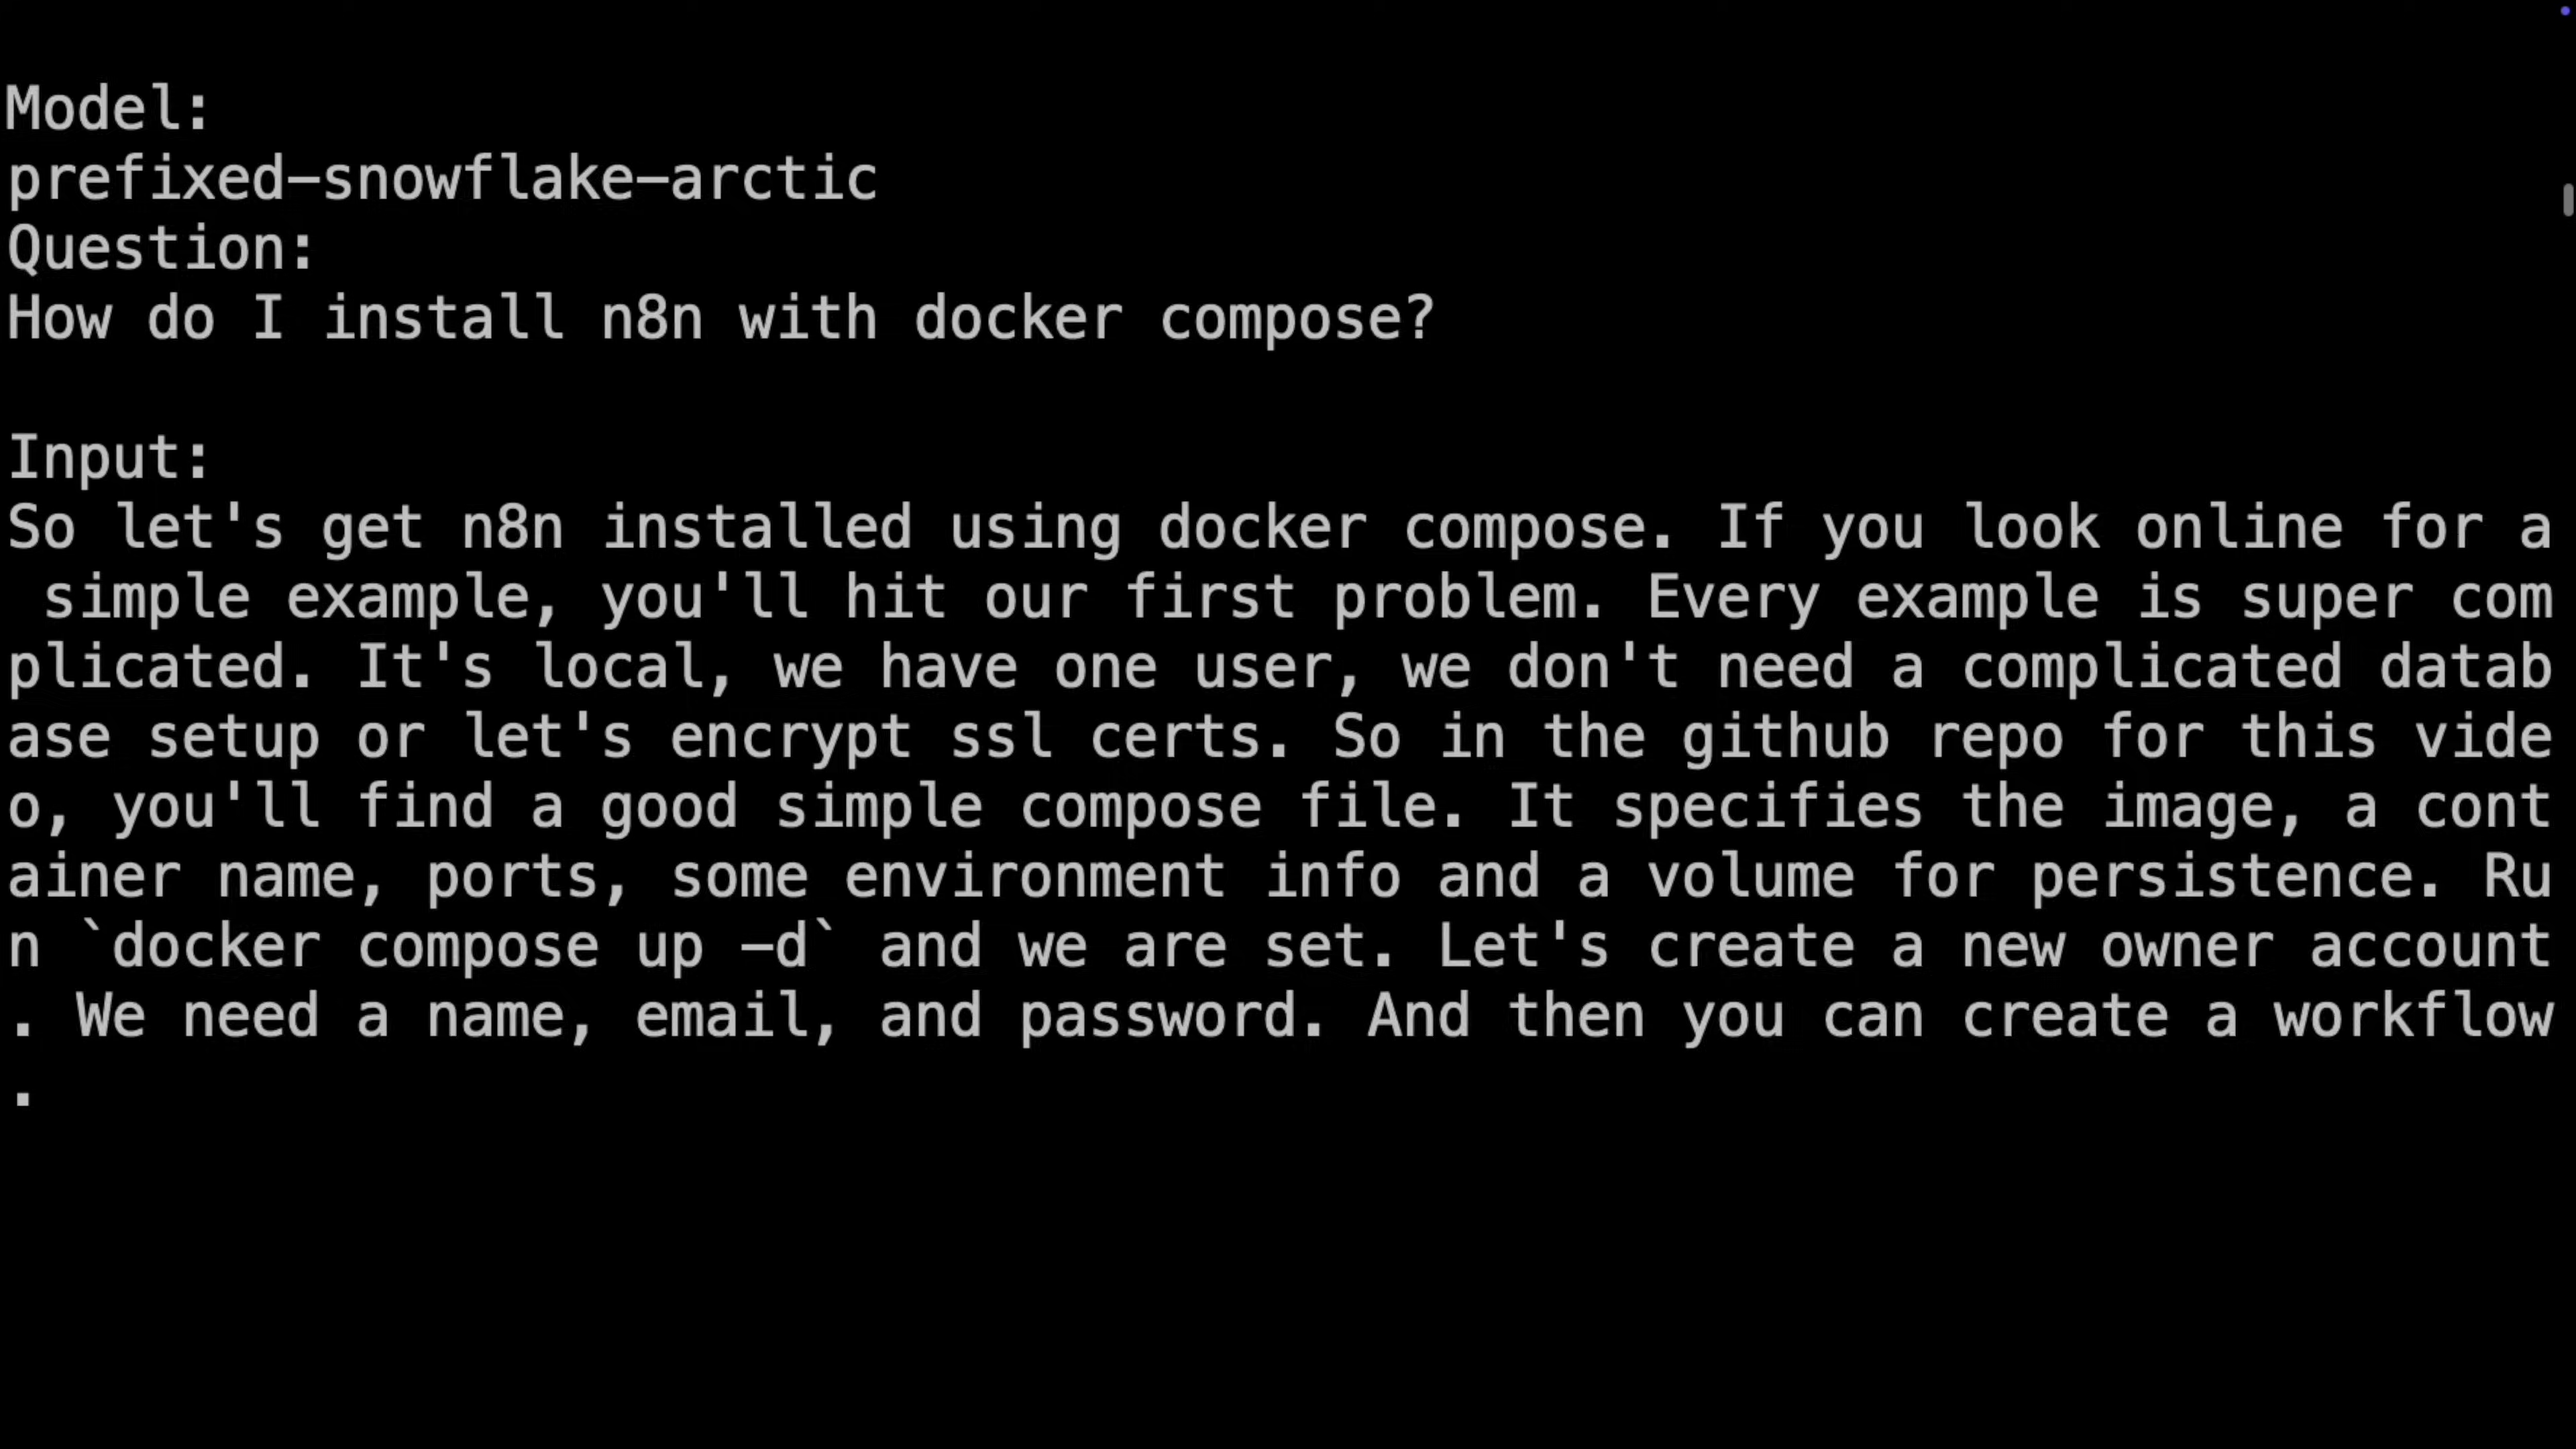 Model:
prefixed-snowflake-arctic
Question:
How do I install n8n with docker compose?

Input:
So let's get n8n installed using docker compose. If you look online for a
 simple example, you'll hit our first problem. Every example is super com
plicated. It's local, we have one user, we don't need a complicated datab
ase setup or let's encrypt ssl certs. So in the github repo for this vide
o, you'll find a good simple compose file. It specifies the image, a cont
ainer name, ports, some environment info and a volume for persistence. Ru
n `docker compose up -d` and we are set. Let's create a new owner account
. We need a name, email, and password. And then you can create a workflow
.